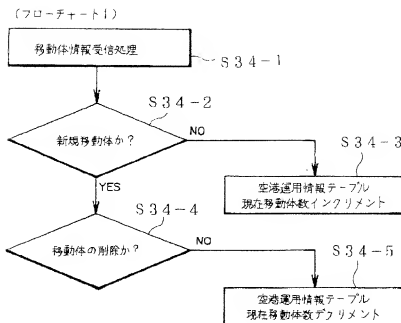 (フローチャート1)
移動体情報受信処理
S34-1
S34-2
新規移動体か?
NO
S34-3
空港運用情報テーブル
現在移動体数インクリメント
YES
S34-4
移動体の削除か?
NO
S34-5
空港運用情報テーブル
現在移動体数デクリメント